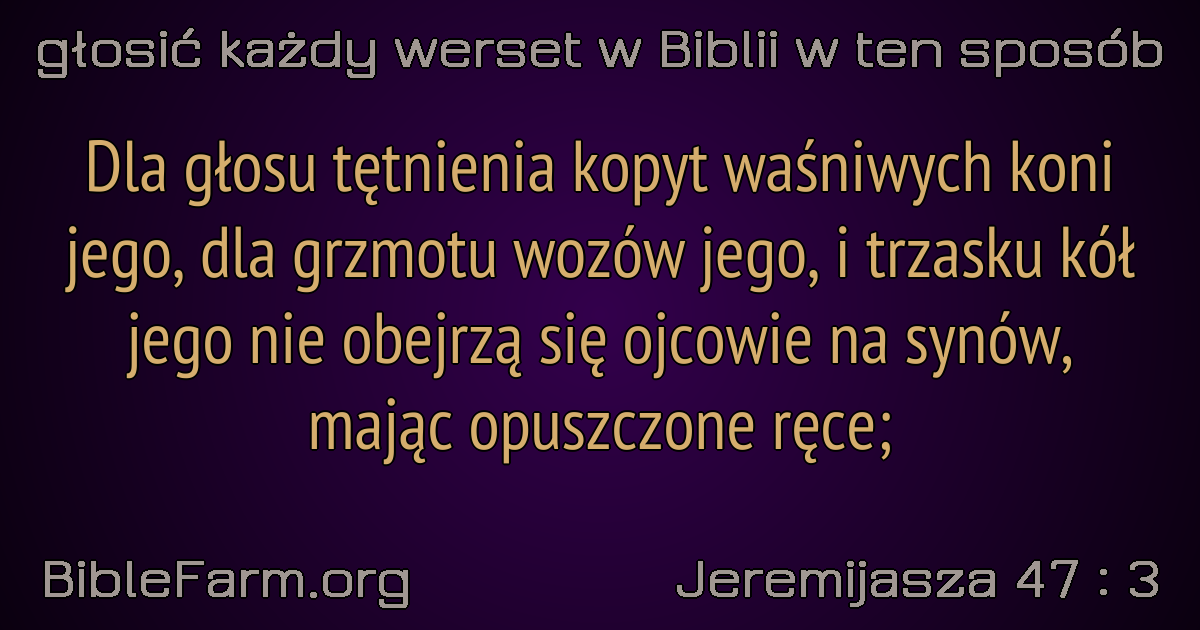 głosić każdy werset w Biblii w ten sposób
Dla głosu tętnienia kopyt waśniwych koni
jego, dla grzmotu wozów jego, i trzasku kół
jego nie obejrzą się ojcowie na synów,
mając opuszczone ręce;
BibleFarm.org
Jeremijasza 47 : 3